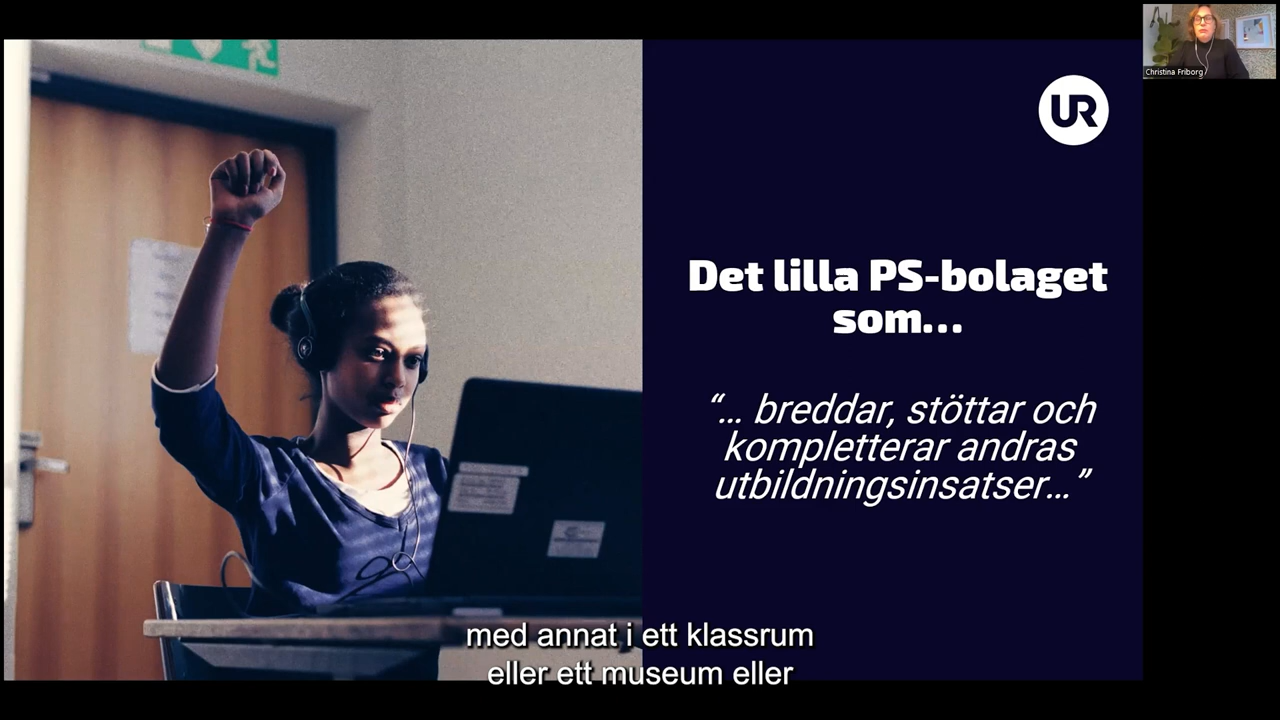 Christina Friborg
UR
Det lilla PS-bolaget
som...
“... breddar, stöttar och
kompletterar andras
utbildningsinsatser...”
med annat i ett klassrum
eller ett museum eller